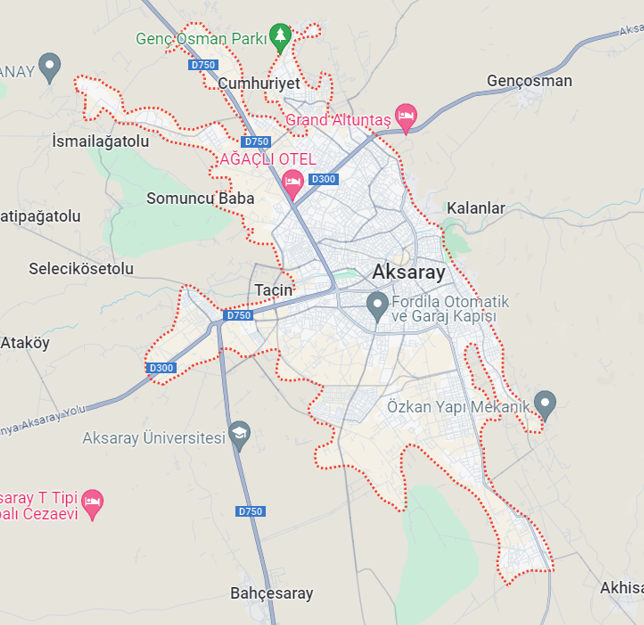 Genç Osman Parkı
D750
ANAY
Cumhuriyet
Gençosman
Aksa
Grand Altuntaş
İsmailağatolu
D750
AĞAÇLI OTEL
D300
Somuncu Baba
Kalanlar
atipağatolu
Selecikösetolu
Aksaray
Tacin
Fordila Otomatik
ve Garaj Kapısı
D750
Ataköy
D300
Özkan Yapı Mekanik
nya Aksaray Yolu
Aksaray Üniversitesi
saray T Tipi
palı Cezaevi
D750
Bahçesaray
Akhisa